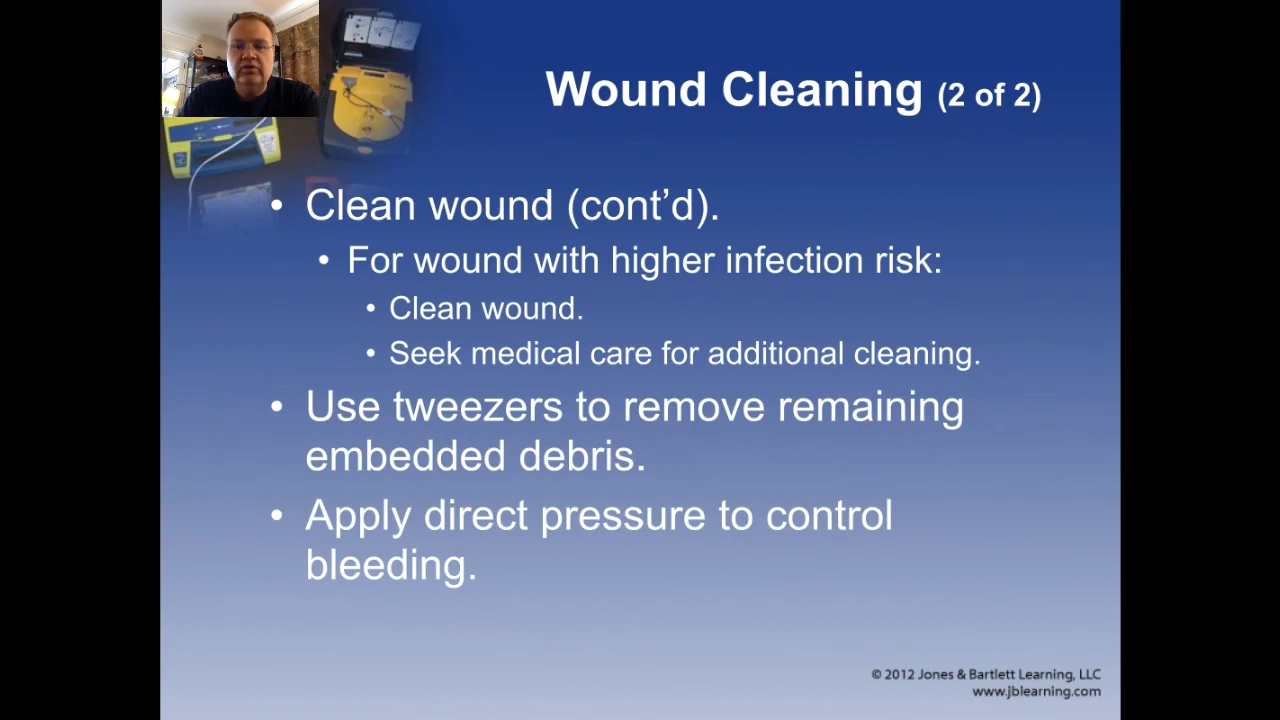 Wound Cleaning (2 of 2)
• Clean wound (cont’d).
• For wound with higher infection risk:
• Clean wound.
• Seek medical care for additional cleaning.
• Use tweezers to remove remaining
embedded debris.
• Apply direct pressure to control
bleeding.
© 2012 Jones & Bartlett Learning, LLC
www.jblearning.com